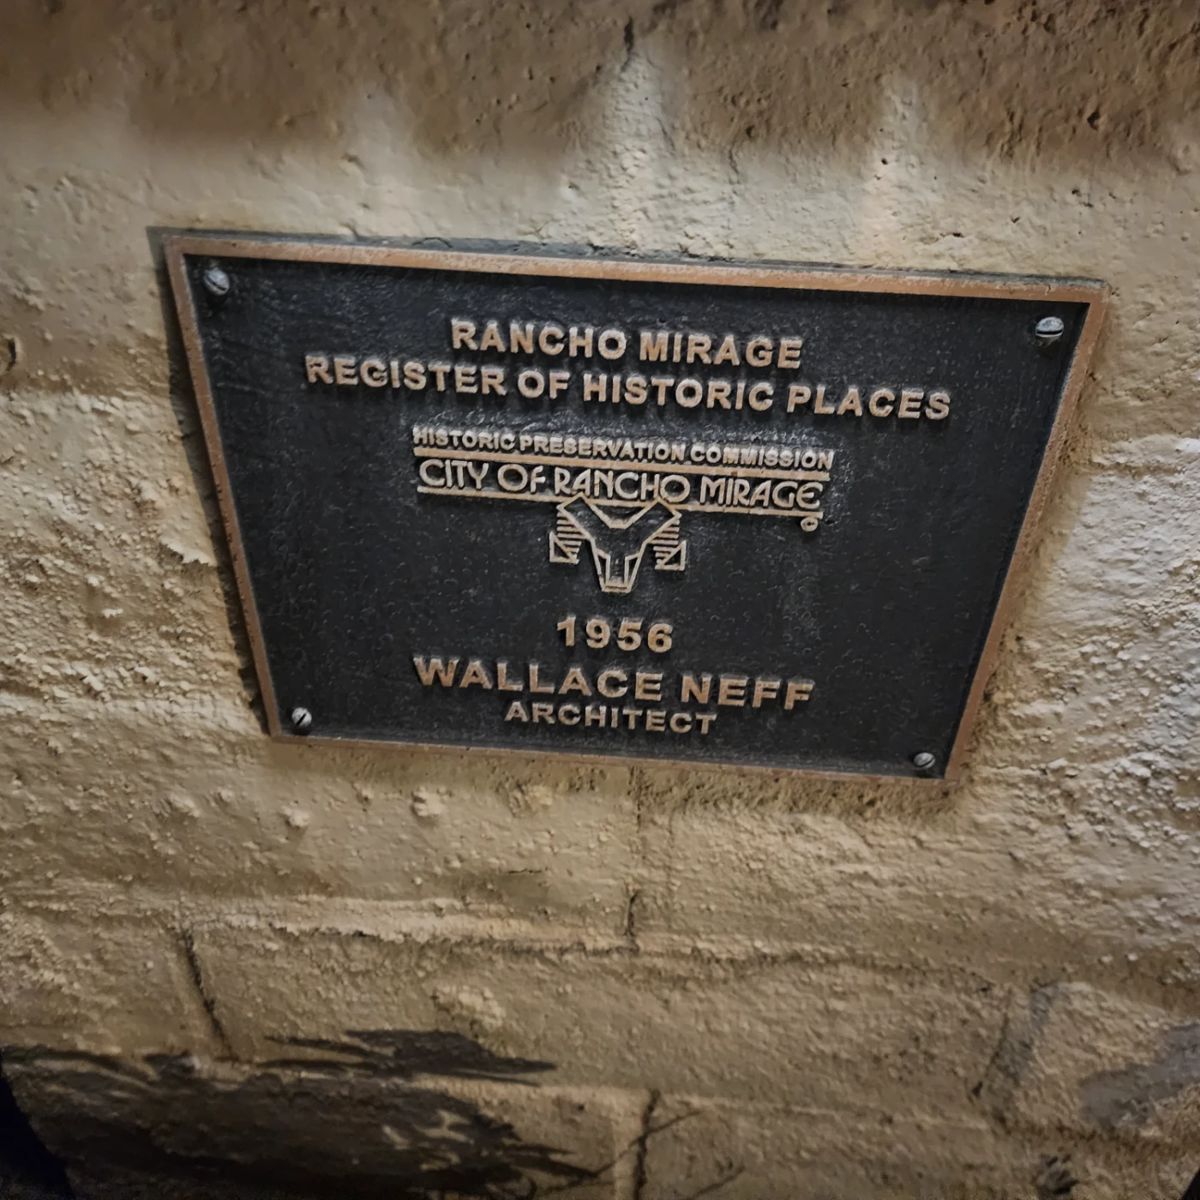 RANCHO MIRAGE
REGISTER OF HISTORIC PLACES
HISTORIC PRESERVATION COMMISSION
CITY OF RANCHO MIRAGE
1956
WALLACE NEFF
ARCHITECT